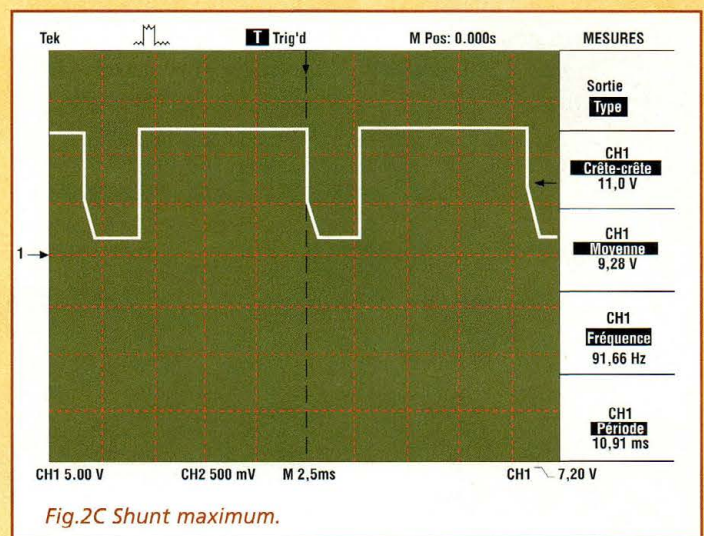 Tek
T Trig'd
M Pos: 0.000s
MESURES
Sortie
Type
CH1
Crête-crête
11,0 V
1
CH1
Moyenne
9,28 V
CH1
Fréquence
91,66 Hz
CH1
Période
10,91 ms
CH1 5.00 V
CH2 500 mV
M 2,5ms
CH1
7,20 V
Fig.2C Shunt maximum.